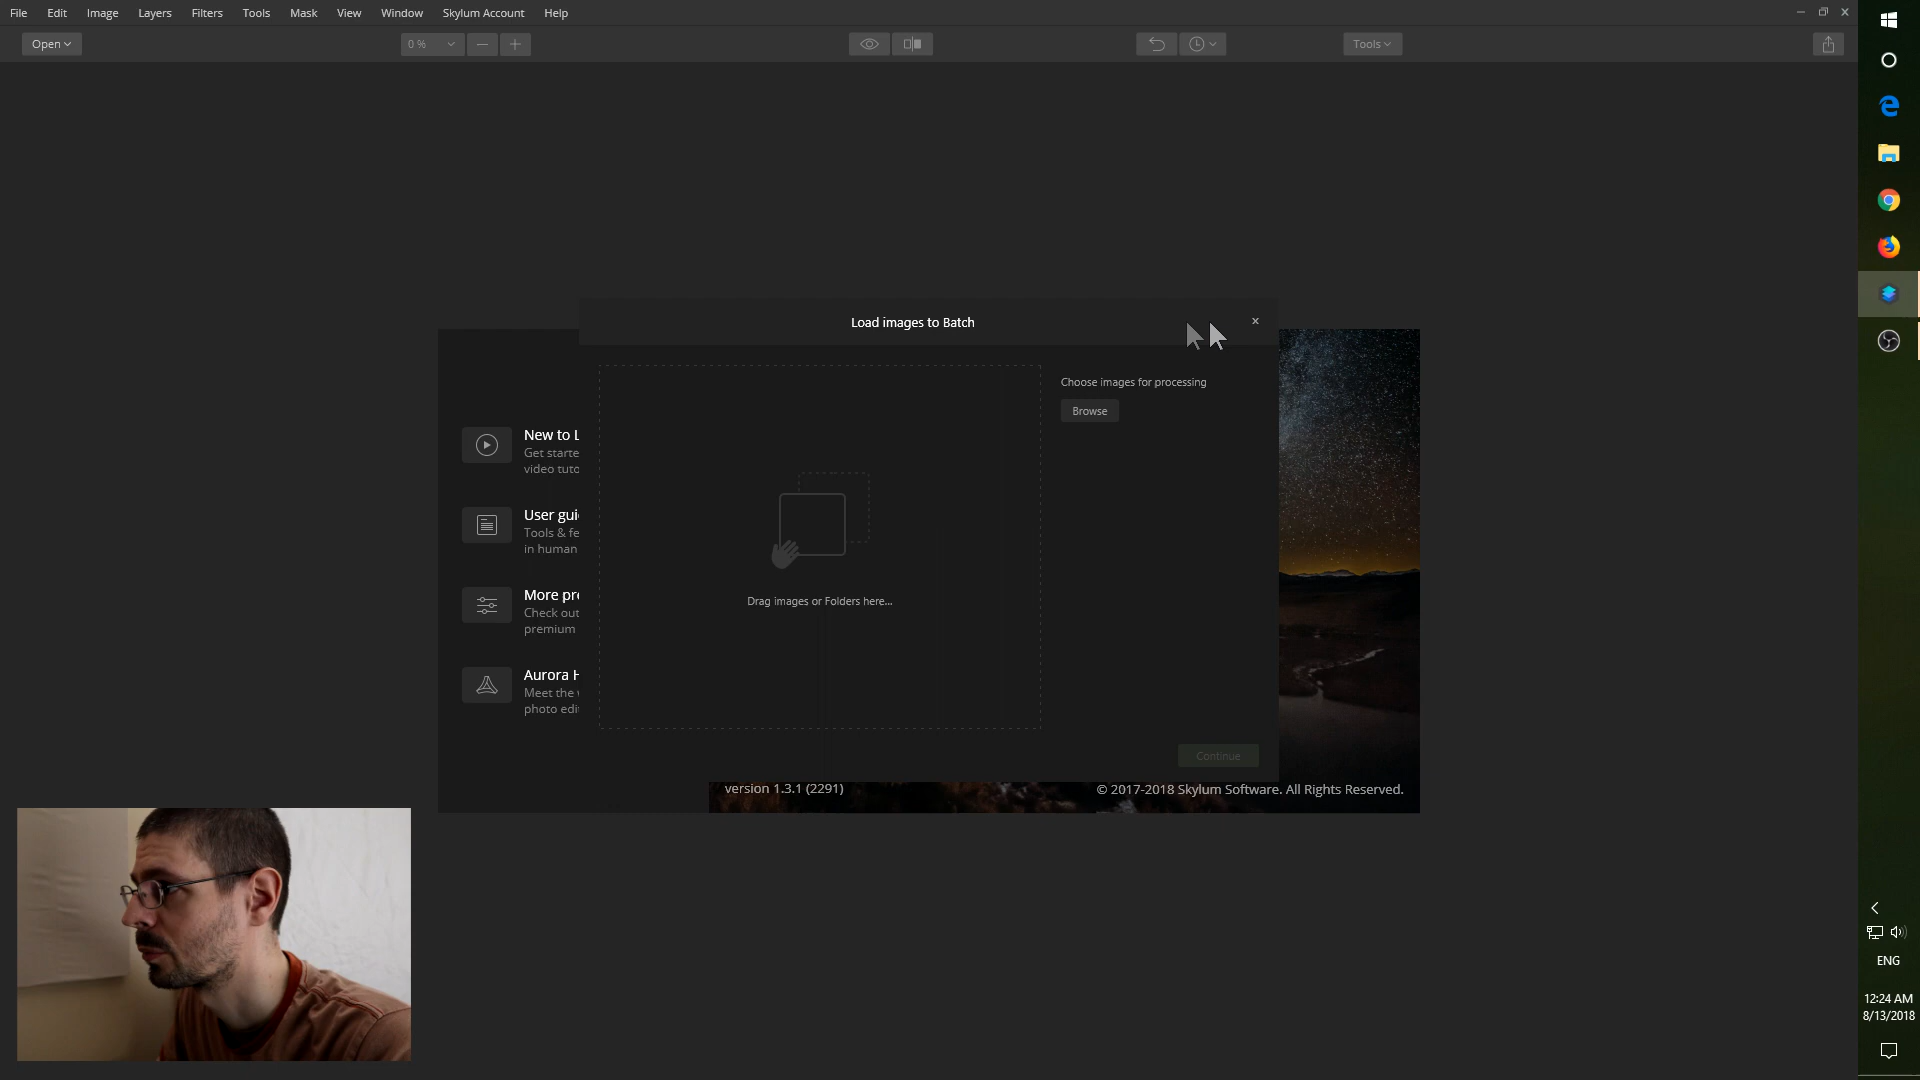 File Edit Image Layers Filters Tools Mask View Window Skylum Account Help
Open 0 % Tools
Load images to Batch
Choose images for processing
Browse
New to L
Get starte
video tuto
User gui
Tools & fe
in human
More pre
Check out
premium
Aurora H
Meet the
photo edi
Drag images or Folders here...
Continue
version 1.3.1 (2291)
© 2017-2018 Skylum Software. All Rights Reserved.
ENG
12:24 AM
8/13/2018